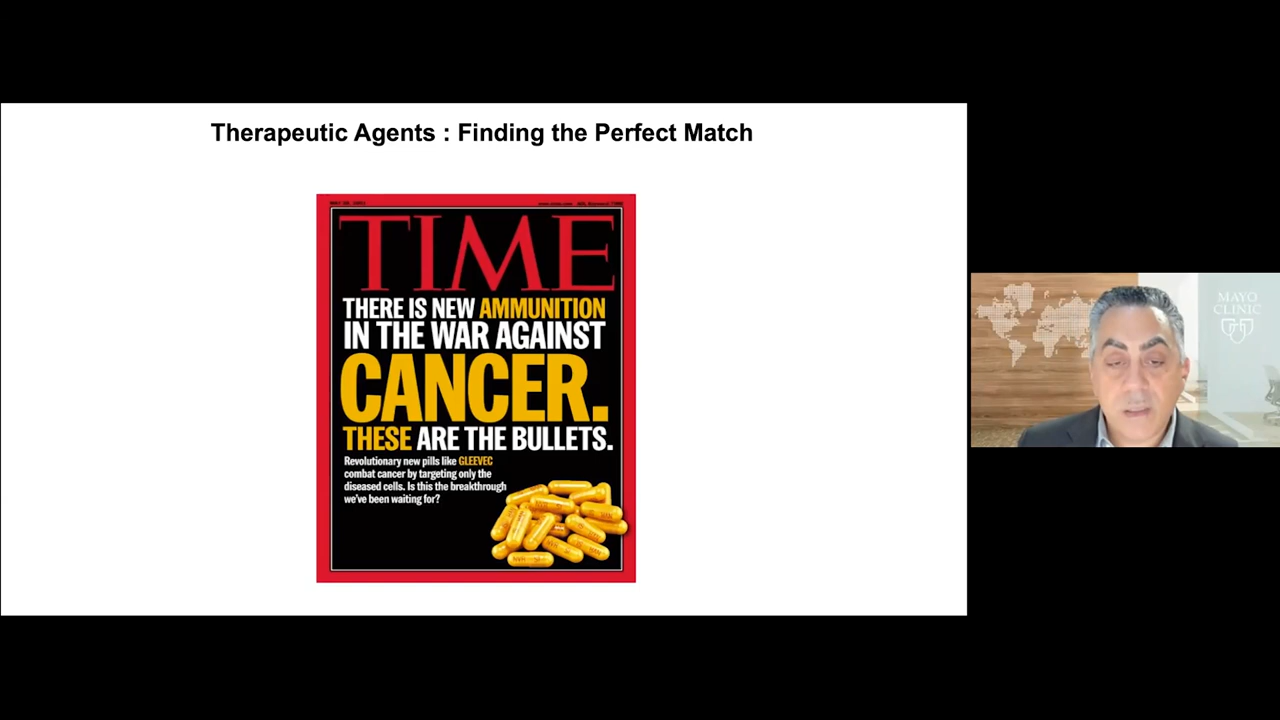 Therapeutic Agents : Finding the Perfect Match
TIME
THERE IS NEW AMMUNITION
IN THE WAR AGAINST
CANCER.
THESE ARE THE BULLETS.
Revolutionary new pills like GLEEVEC
combat cancer by targeting only the
diseased cells. Is this the breakthrough
we've been waiting for?
MAYO
CLINIC